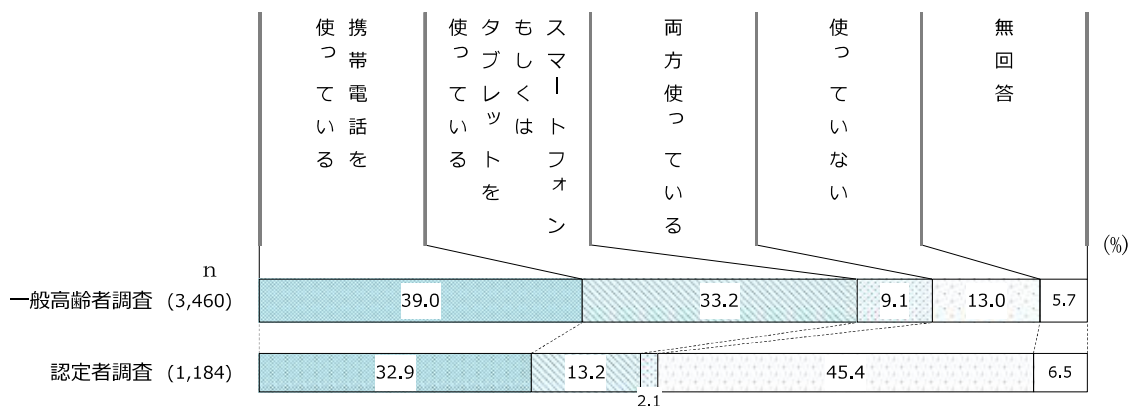 携帯電話を
使っている
スマートフォン
もしくは
タブレットを
使っている
両方使っている
使っていない
無回答
(%)
n
一般高齢者調査 (3,460) 39.0 33.2 9.1 13.0 5.7
認定者調査 (1,184) 32.9 13.2 2.1 45.4 6.5